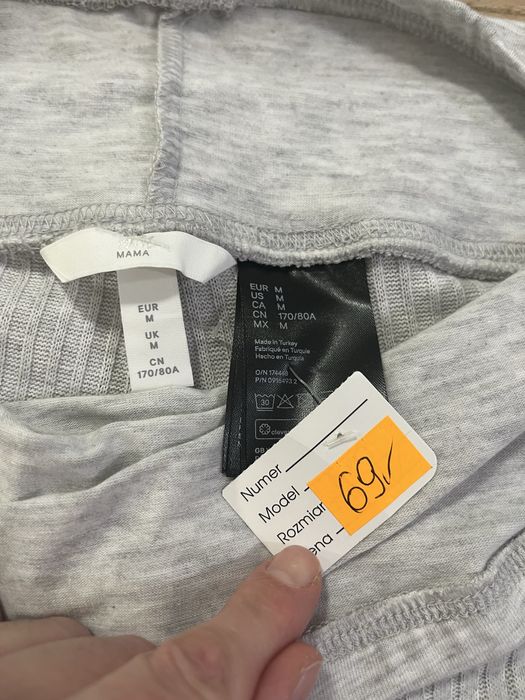 MAMA
EUR
M
UK
M
CN
170/80A
EUR M
US M
CA M
CN 170/80A
MX M
Made in Turkey
Fabriqué en Turquie
Hecho en Turquía
O/N
P/N
30
Numer
Model
Rozmiar
69,-